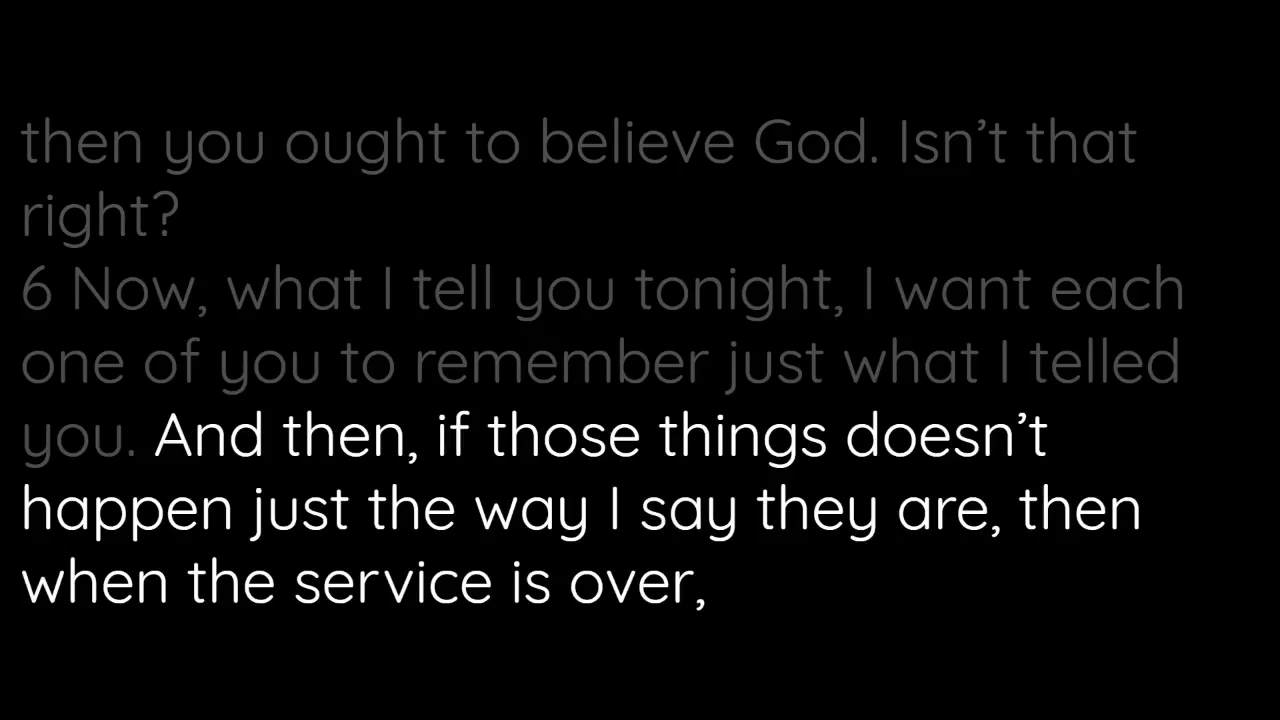 then you ought to believe God. Isn’t that
right?
6 Now, what I tell you tonight, I want each
one of you to remember just what I telled
you. And then, if those things doesn’t
happen just the way I say they are, then
when the service is over,